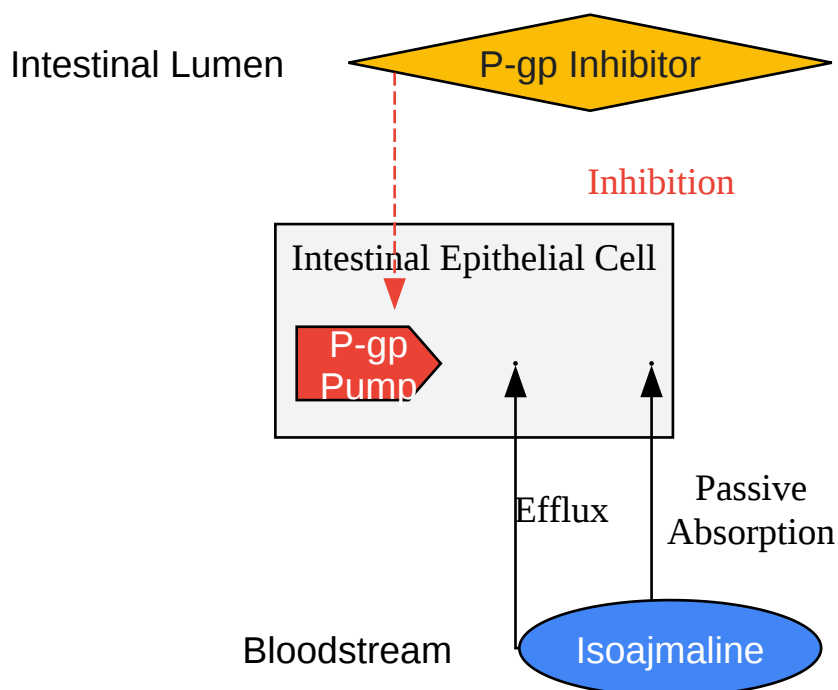 Intestinal Lumen
P-gp Inhibitor
Inhibition
Intestinal Epithelial Cell
P-gp
Pump
Efflux
Passive
Absorption
Bloodstream
Isoajmaline